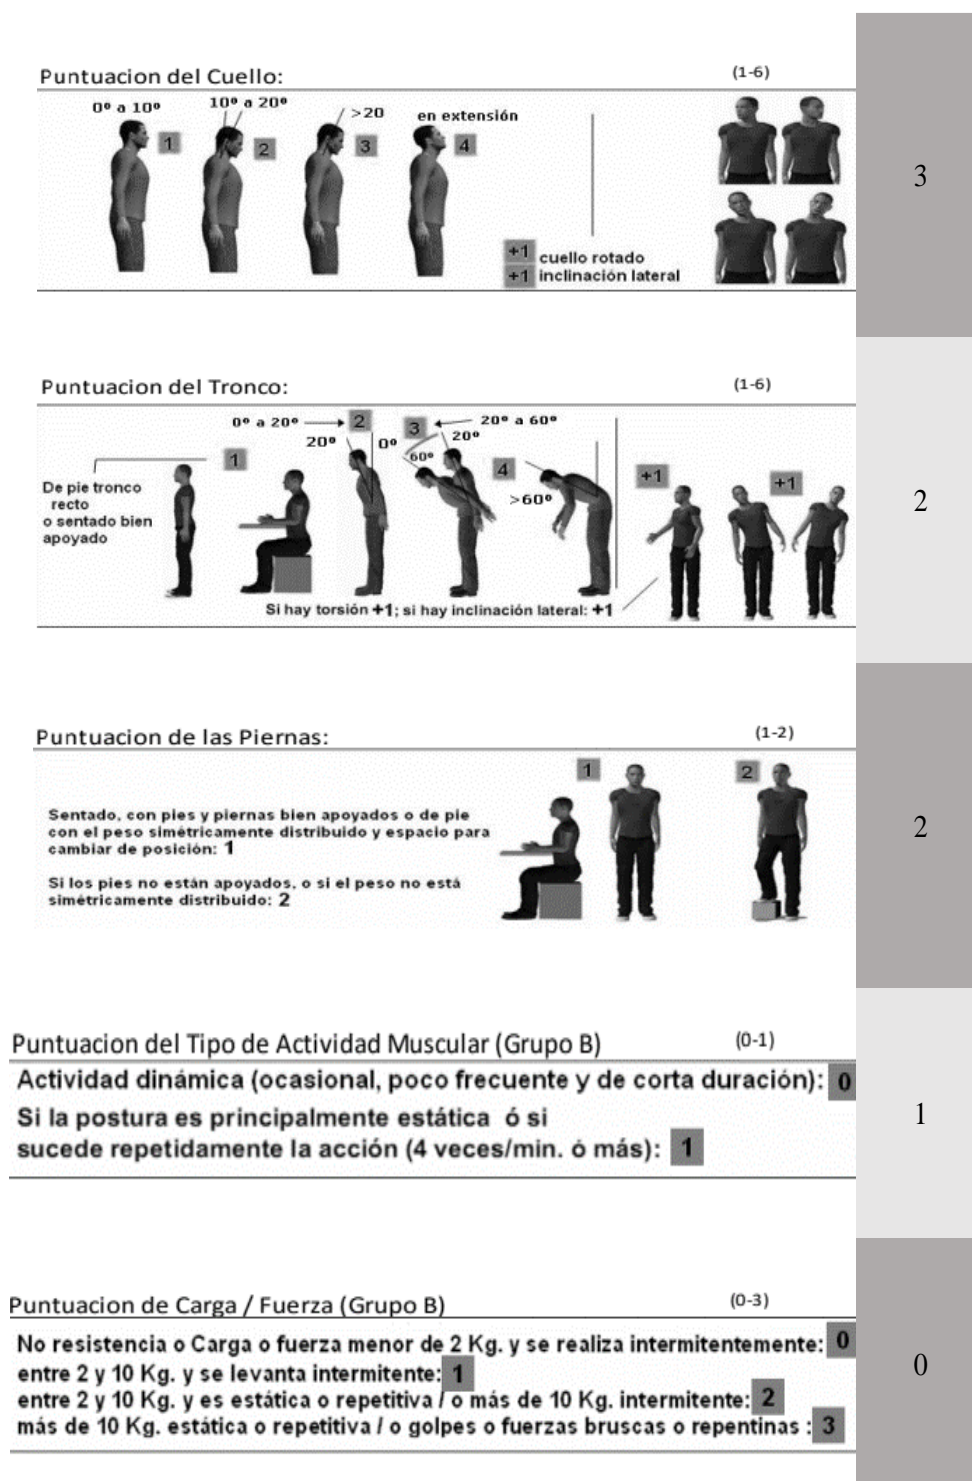 Puntuacion del Cuello:
(1-6)
0º a 10º
10º a 20º
>20
en extensión
1
2
3
4
+1 cuello rotado
+1 inclinación lateral
3
Puntuacion del Tronco:
(1-6)
0º a 20º
2
3
20º a 60º
20º
0º
60º
20º
1
4
>60º
+1
+1
De pie tronco
recto
o sentado bien
apoyado
Si hay torsión +1; si hay inclinación lateral: +1
2
Puntuacion de las Piernas:
(1-2)
1
2
Sentado, con pies y piernas bien apoyados o de pie
con el peso simétricamente distribuido y espacio para
cambiar de posición: 1
Si los pies no están apoyados, o si el peso no está
simétricamente distribuido: 2
2
Puntuacion del Tipo de Actividad Muscular (Grupo B)
(0-1)
Actividad dinámica (ocasional, poco frecuente y de corta duración): 0
Si la postura es principalmente estática ó si
sucede repetidamente la acción (4 veces/min. ó más): 1
1
Puntuacion de Carga / Fuerza (Grupo B)
(0-3)
No resistencia o Carga o fuerza menor de 2 Kg. y se realiza intermitentemente: 0
entre 2 y 10 Kg. y se levanta intermitente: 1
entre 2 y 10 Kg. y es estática o repetitiva / o más de 10 Kg. intermitente: 2
más de 10 Kg. estática o repetitiva / o golpes o fuerzas bruscas o repentinas : 3
0